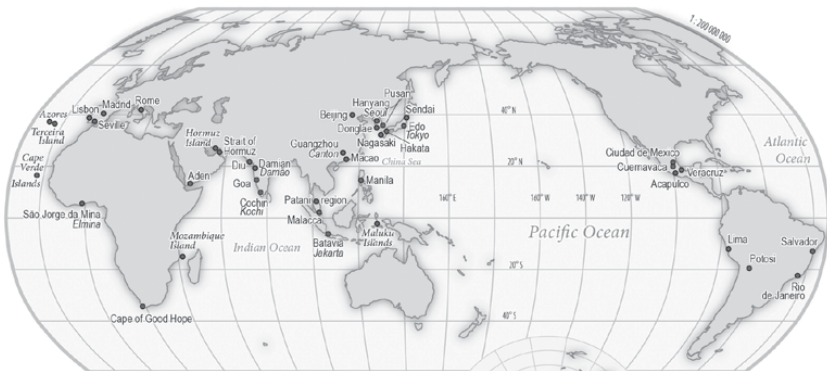 1: 200 000 000
Azores
Terceira
Island
Lisbon
Madrid
Rome
Seville
Cape
Verde
Islands
São Jorge da Mina
Elmina
Cape of Good Hope
Mozambique
Island
Aden
Hormuz
Island
Strait of
Hormuz
Diu
Damian
Damão
Goa
Cochin
Kochi
Indian Ocean
Beijing
Hanyang
Seoul
Pusan
Sendai
Donglae
Edo
Tokyo
Nagasaki
Hakata
Guangzhou
Canton
Macao
China Sea
Manila
Patani region
Malacca
Batavia
Jakarta
Maluku
Islands
40° N
20° N
160° E
160° W
140° W
120° W
20° S
40° S
Pacific Ocean
Ciudad de Mexico
Cuernavaca
Veracruz
Acapulco
Atlantic
Ocean
Lima
Potosi
Salvador
Rio
de Janeiro